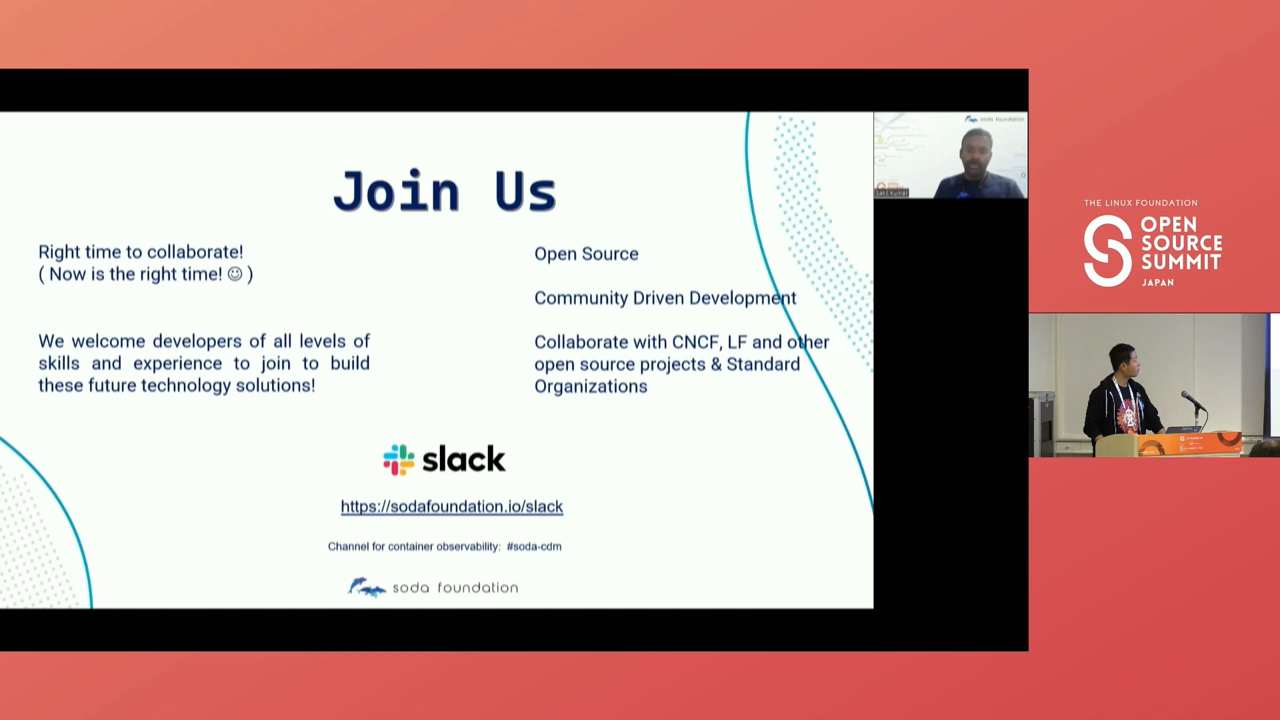 Join Us
Right time to collaborate!
( Now is the right time! ☺ )
We welcome developers of all levels of
skills and experience to join to build
these future technology solutions!
Open Source
Community Driven Development
Collaborate with CNCF, LF and other
open source projects & Standard
Organizations
slack
https://sodafoundation.io/slack
Channel for container observability: #soda-cdm
soda foundation
soda foundation
THE LINUX FOUNDATION
OPEN
SOURCE
SUMMIT
JAPAN